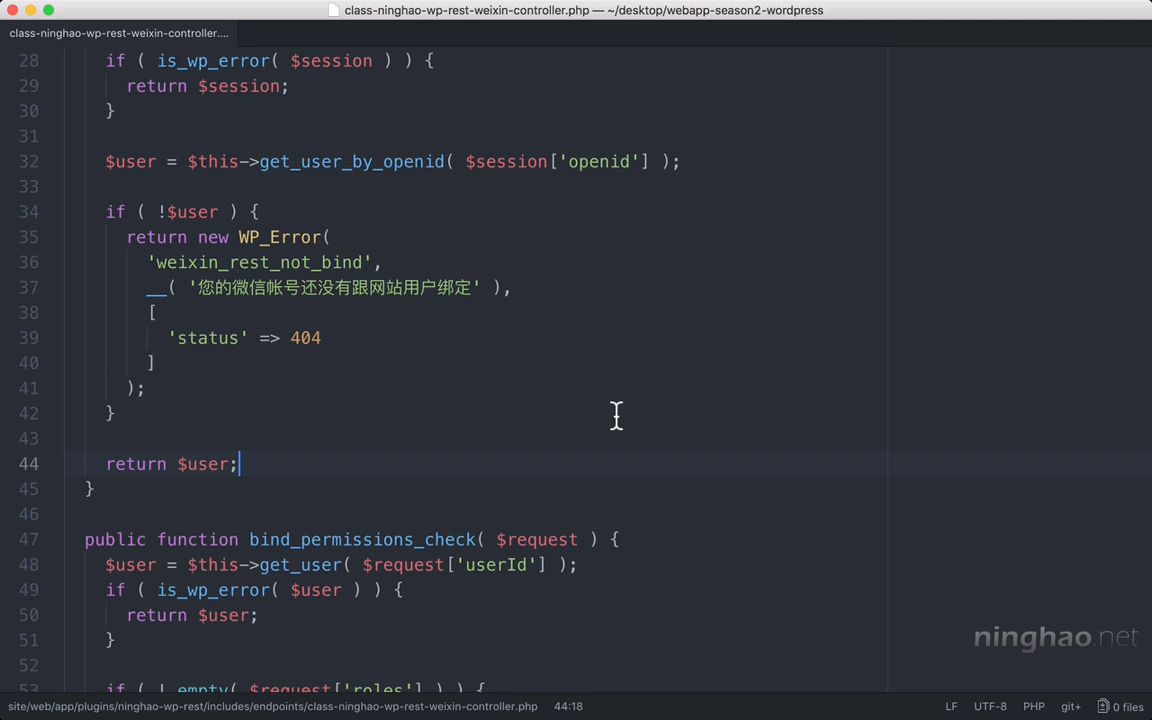 class-ninghao-wp-rest-weixin-controller.php — ~/desktop/webapp-season2-wordpress
class-ninghao-wp-rest-weixin-controller....
28 if ( is_wp_error( $session ) ) {
29 return $session;
30 }
31
32 $user = $this->get_user_by_openid( $session['openid'] );
33
34 if ( !$user ) {
35 return new WP_Error(
36 'weixin_rest_not_bind',
37 __( '您的微信帐号还没有跟网站用户绑定' ),
38 [
39 'status' => 404
40 ]
41 );
42 }
43
44 return $user;
45 }
46
47 public function bind_permissions_check( $request ) {
48 $user = $this->get_user( $request['userId'] );
49 if ( is_wp_error( $user ) ) {
50 return $user;
51 }
52
53 if ( ! empty( $request['roles'] ) ) {
ninghao.net
site/web/app/plugins/ninghao-wp-rest/includes/endpoints/class-ninghao-wp-rest-weixin-controller.php 44:18 LF UTF-8 PHP git+ 0 files